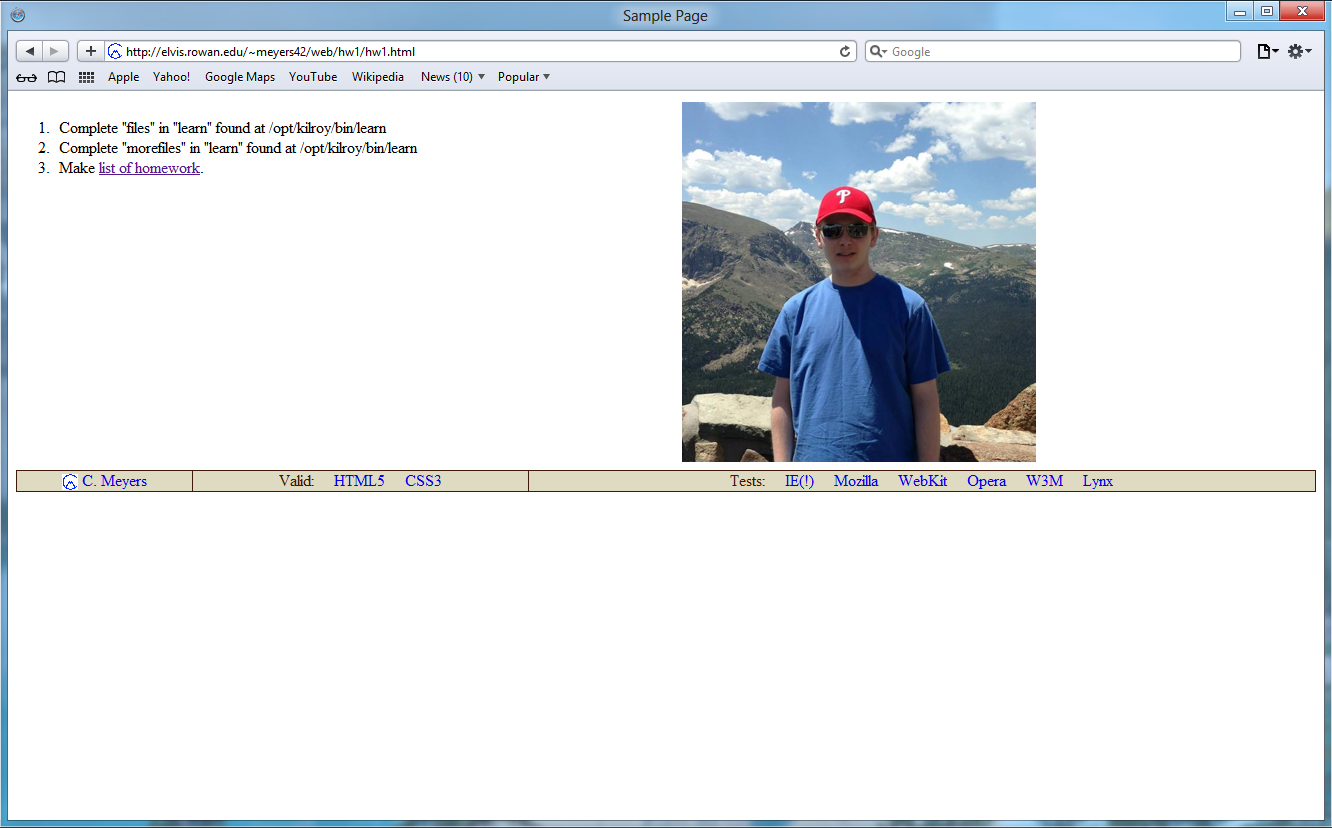 Sample Page
http://elvis.rowan.edu/~meyers42/web/hw1/hw1.html
Google
Apple Yahoo! Google Maps YouTube Wikipedia News (10) Popular
1. Complete "files" in "learn" found at /opt/kilroy/bin/learn
2. Complete "morefiles" in "learn" found at /opt/kilroy/bin/learn
3. Make list of homework.
P
C. Meyers Valid: HTML5 CSS3 Tests: IE(!) Mozilla WebKit Opera W3M Lynx